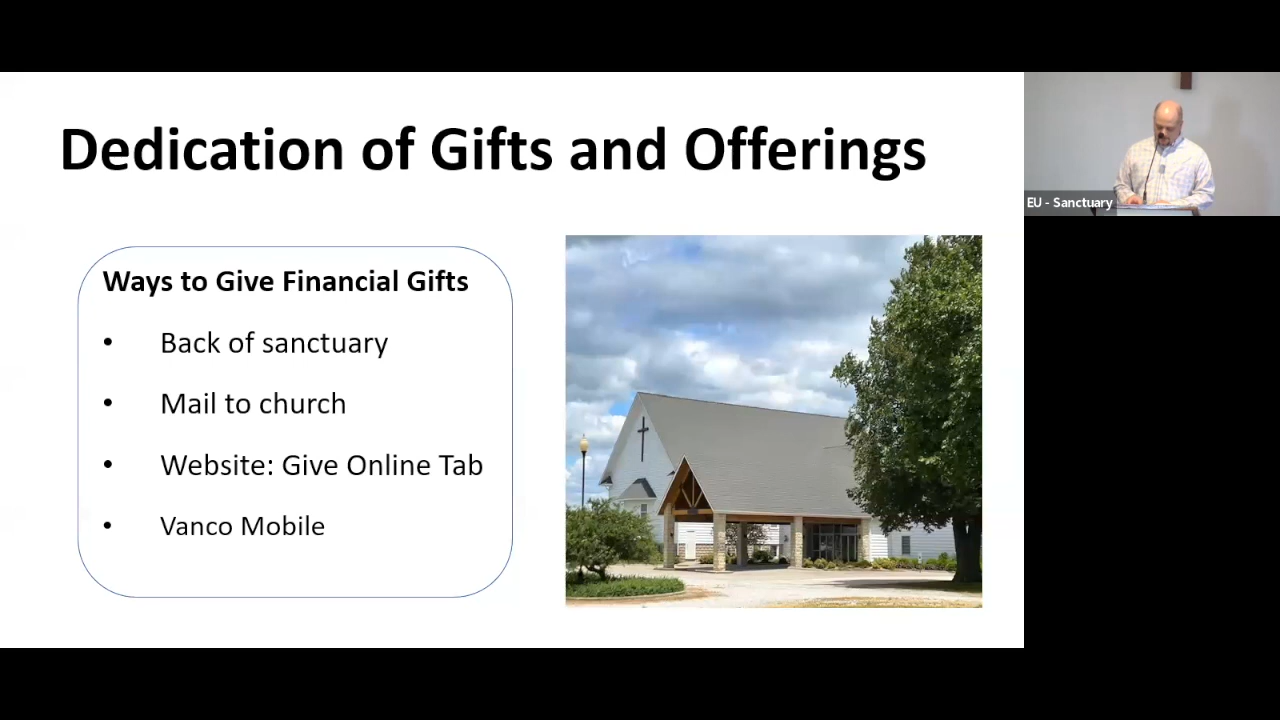 Dedication of Gifts and Offerings
EU - Sanctuary
Ways to Give Financial Gifts
• Back of sanctuary
• Mail to church
• Website: Give Online Tab
• Vanco Mobile